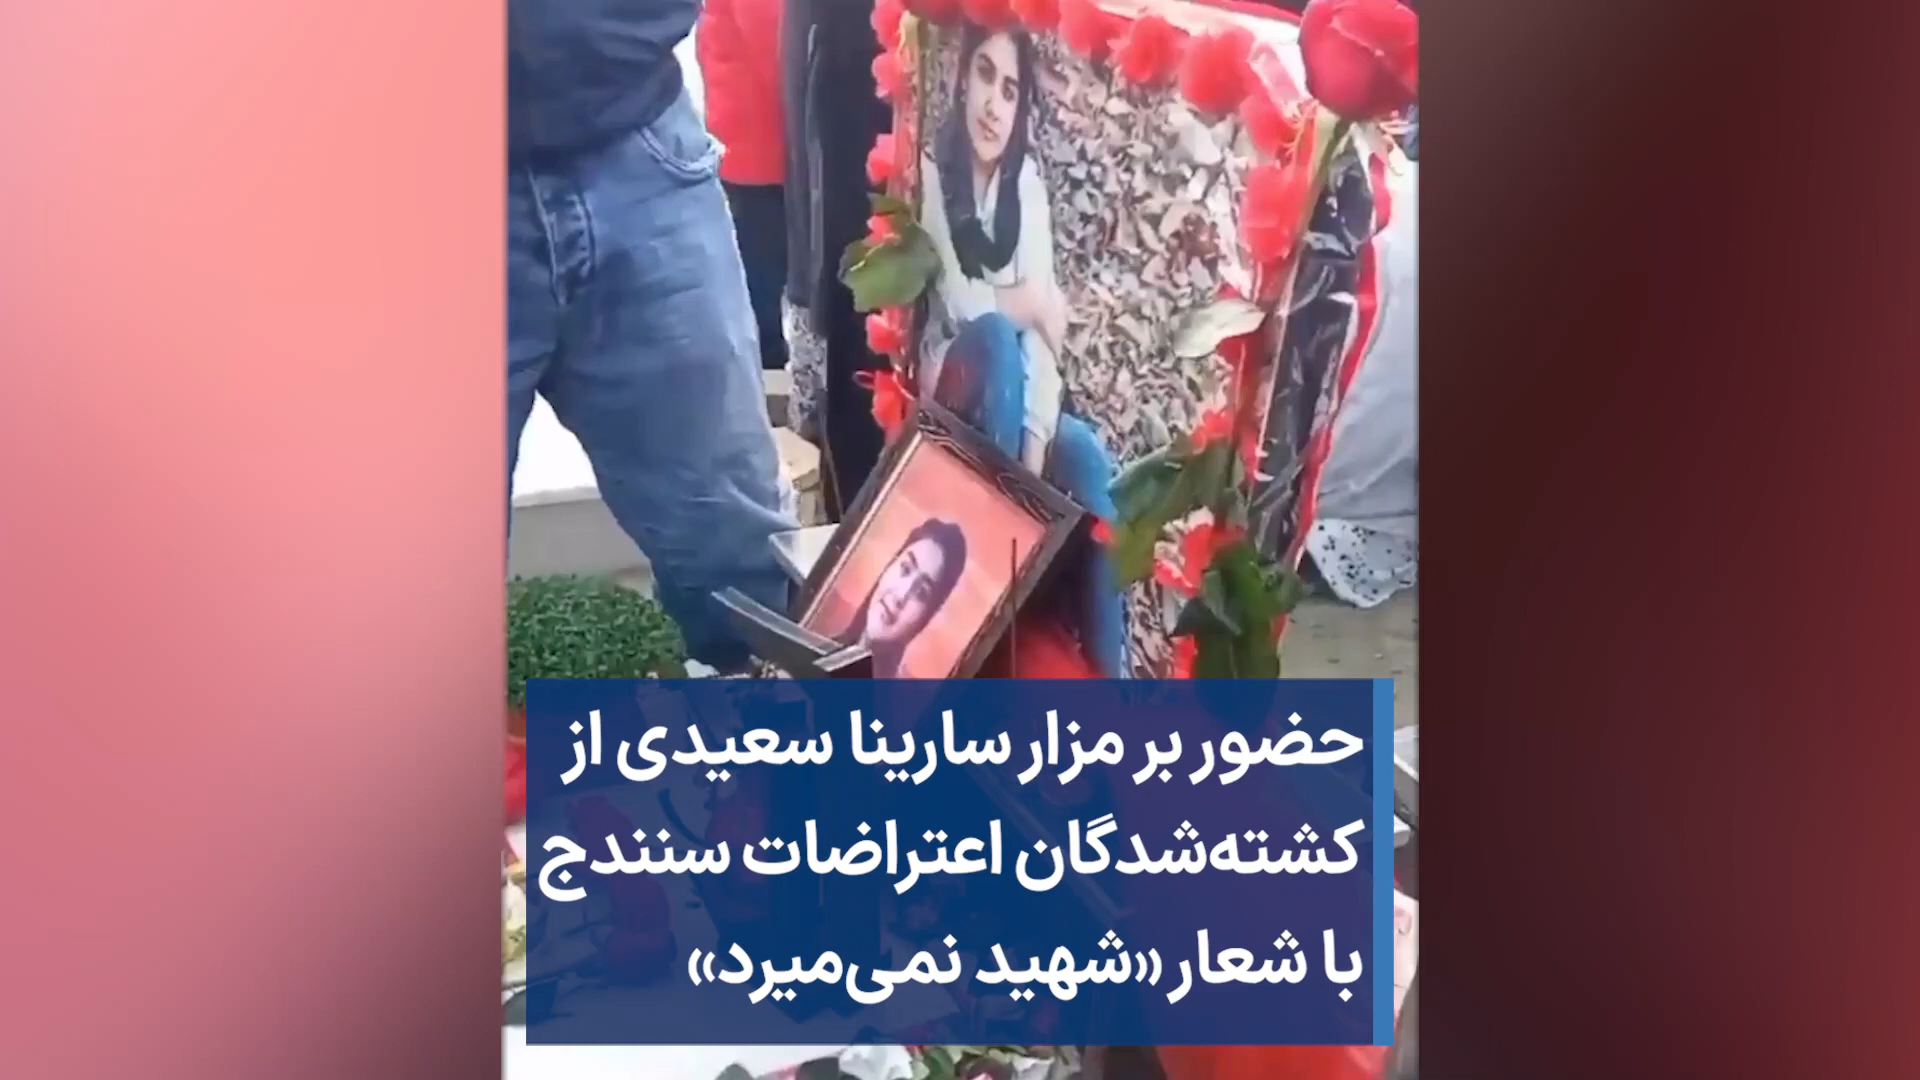 حضور بر مزار سارینا سعیدی از
کشته‌شدگان اعتراضات سنندج
با شعار «شهید نمی‌میرد»